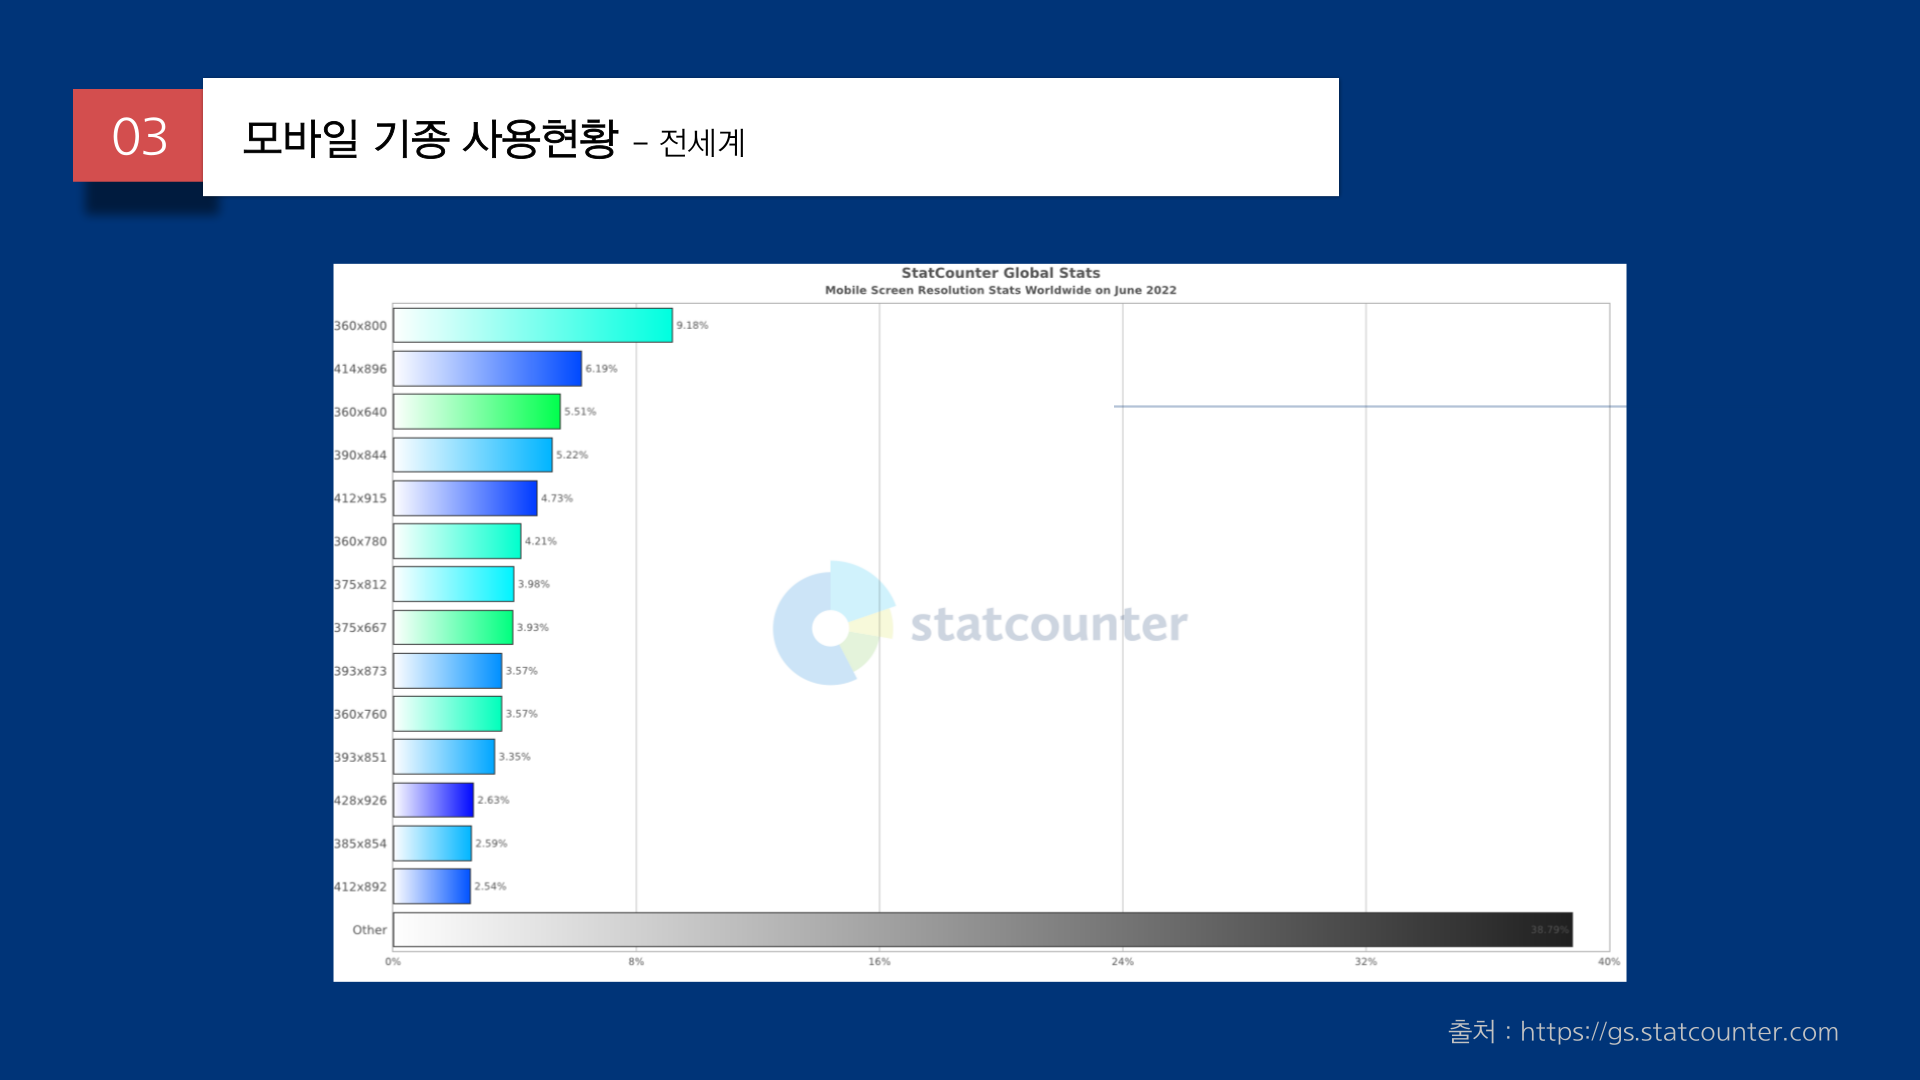 03
모바일 기종 사용현황 – 전세계
StatCounter Global Stats
Mobile Screen Resolution Stats Worldwide on June 2022
360x800 9.18%
414x896 6.19%
360x640 5.51%
390x844 5.22%
412x915 4.73%
360x780 4.21%
375x812 3.98%
375x667 3.93%
393x873 3.57%
360x760 3.57%
393x851 3.35%
428x926 2.63%
385x854 2.59%
412x892 2.54%
Other 38.79%
0% 8% 16% 24% 32% 40%
statcounter
출처 : https://gs.statcounter.com